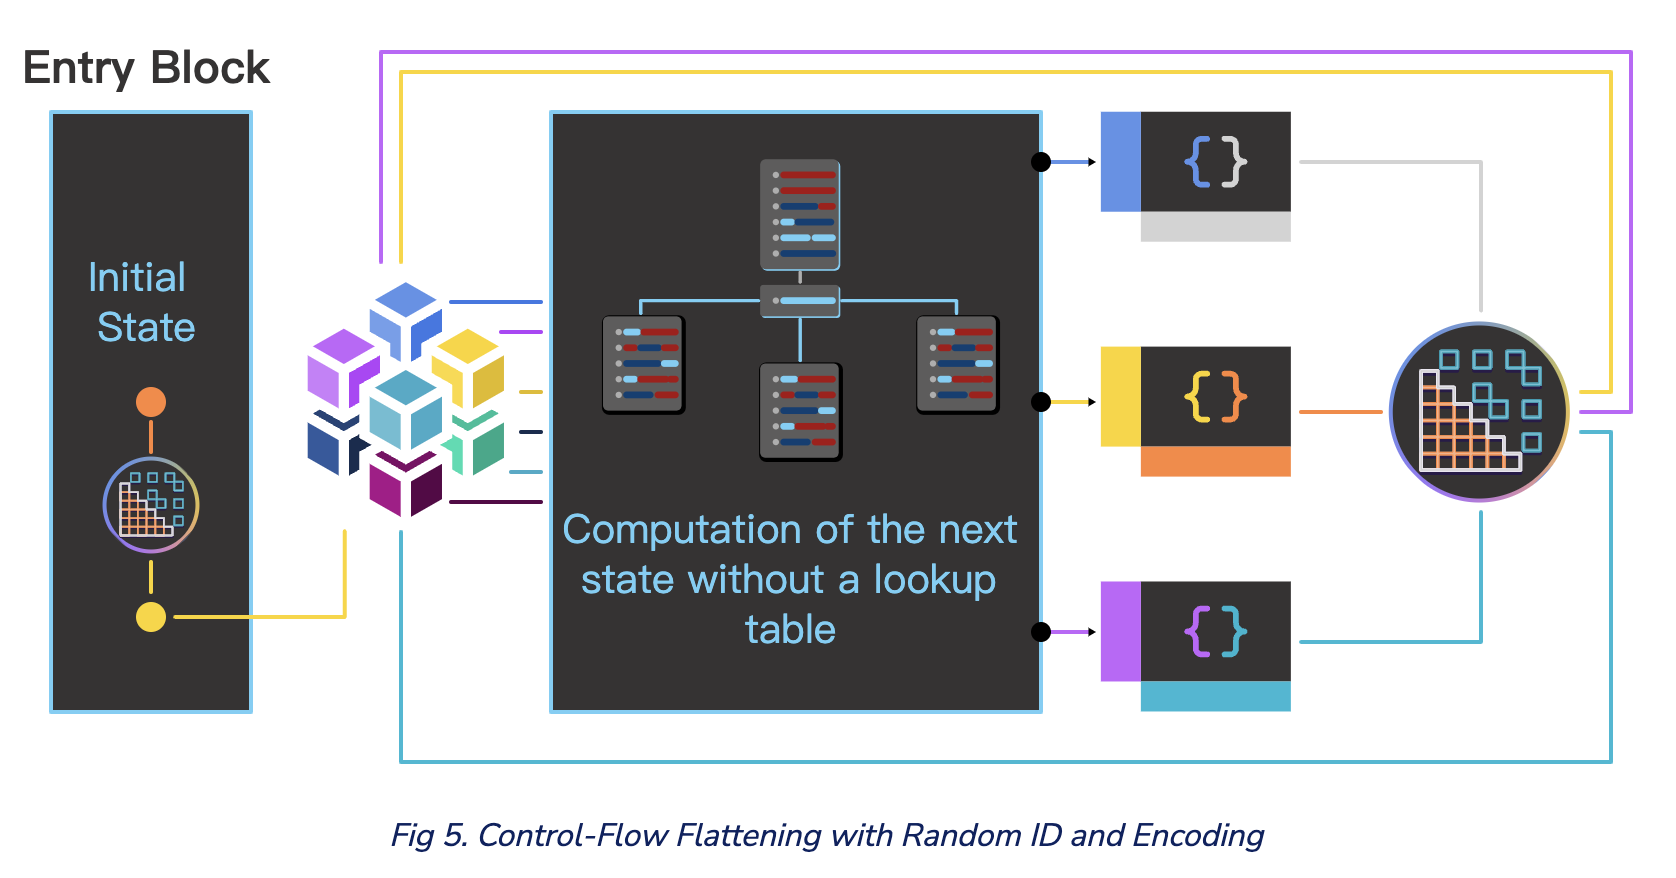 Entry Block
Initial
State
{ }
{ }
{ }
Computation of the next
state without a lookup
table
Fig 5. Control-Flow Flattening with Random ID and Encoding